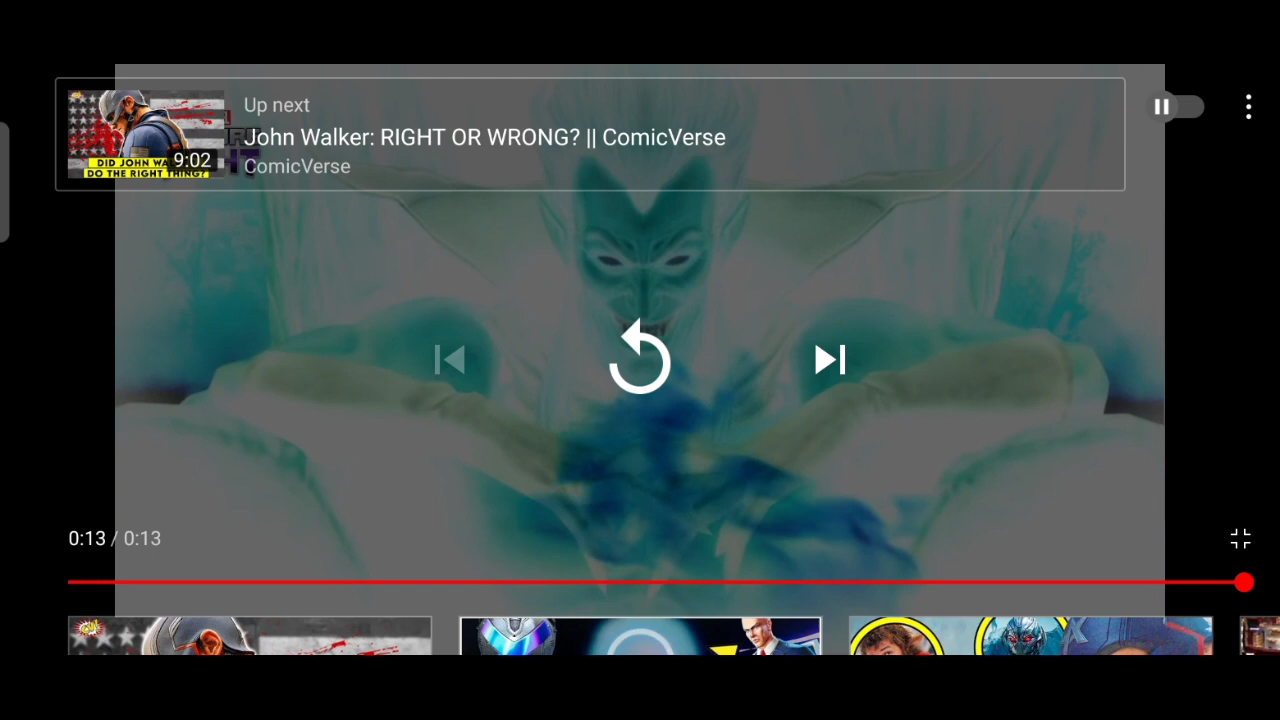 Up next
John Walker: RIGHT OR WRONG? || ComicVerse
ComicVerse
9:02
DID JOHN WA
DO THE RIGHT THING?
0:13 / 0:13